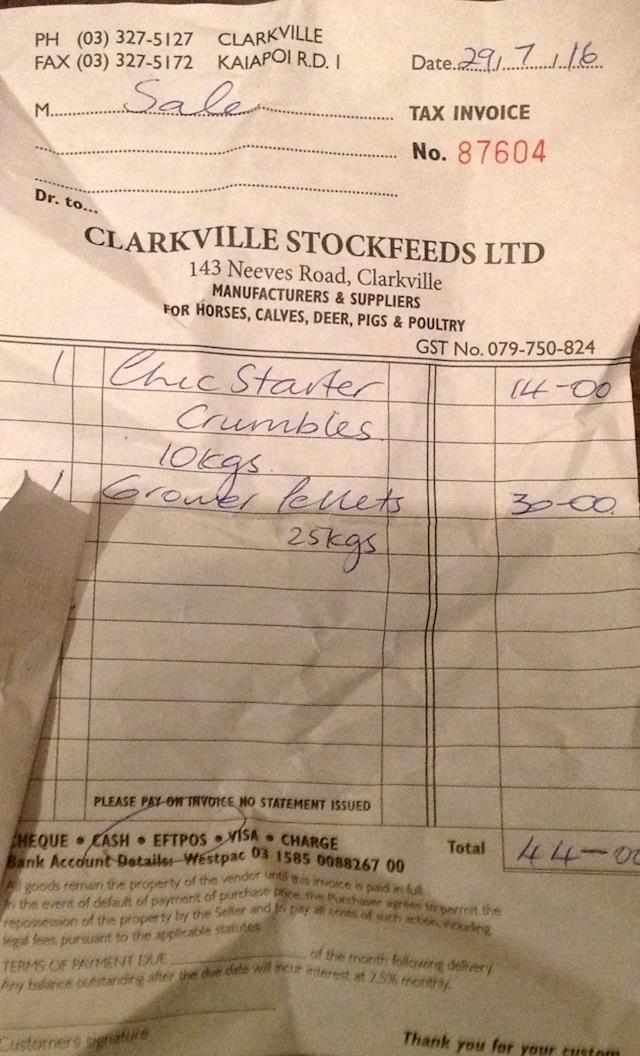 PH (03) 327-5127 CLARKVILLE
FAX (03) 327-5172 KAIAPOI R.D. 1
Date 29/7/16
M Sale
TAX INVOICE
No. 87604
Dr. to...
CLARKVILLE STOCKFEEDS LTD
143 Neeves Road, Clarkville
MANUFACTURERS & SUPPLIERS
FOR HORSES, CALVES, DEER, PIGS & POULTRY
GST No. 079-750-824
1 Chic Starter 14-00
Crumbles
10kgs
1 Grower Pellets 30-00
25kgs
PLEASE PAY ON INVOICE NO STATEMENT ISSUED
CHEQUE • CASH • EFTPOS • VISA • CHARGE
Total 44-00
Bank Account Details: Westpac 03 1585 0088267 00
All goods remain the property of the vendor until this invoice is paid in full.
In the event of default of payment of purchase price, the Purchaser agrees to permit the
repossession of the property by the Seller and to pay all costs of such action, including
legal fees, pursuant to the applicable statutes.
TERMS OF PAYMENT DUE of the month following delivery
Any balance outstanding after the due date will incur interest at 2.5% monthly.
Customers signature
Thank you for your custom